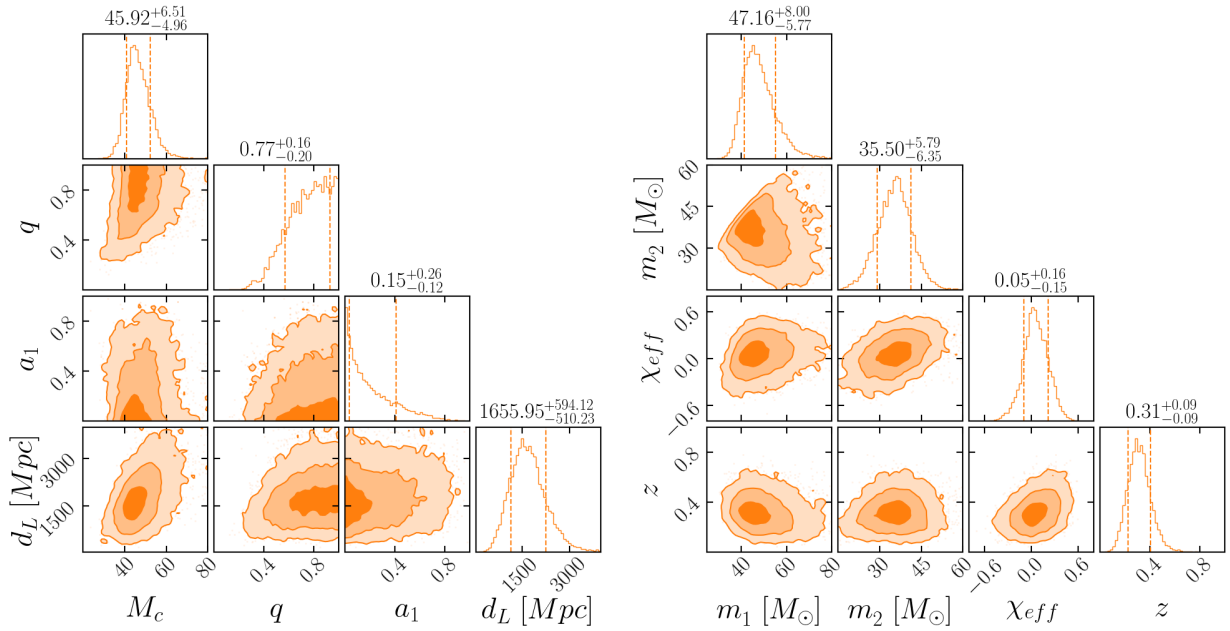 45.92^{+6.51}_{-4.96}
47.16^{+8.00}_{-5.77}
0.77^{+0.16}_{-0.20}
35.50^{+5.79}_{-6.35}
q
0.8
0.4
m_2 [M_⊙]
60
45
30
0.15^{+0.26}_{-0.12}
0.05^{+0.16}_{-0.15}
a_1
0.8
0.4
χ_{eff}
0.6
0.0
−0.6
1655.95^{+594.12}_{-510.23}
0.31^{+0.09}_{-0.09}
d_L [Mpc]
3000
1500
z
0.8
0.4
40 60 80 0.4 0.8 0.4 0.8 1500 3000
40 60 80 30 45 60 −0.6 0.0 0.6 0.4 0.8
M_c q a_1 d_L [Mpc]
m_1 [M_⊙] m_2 [M_⊙] χ_{eff} z